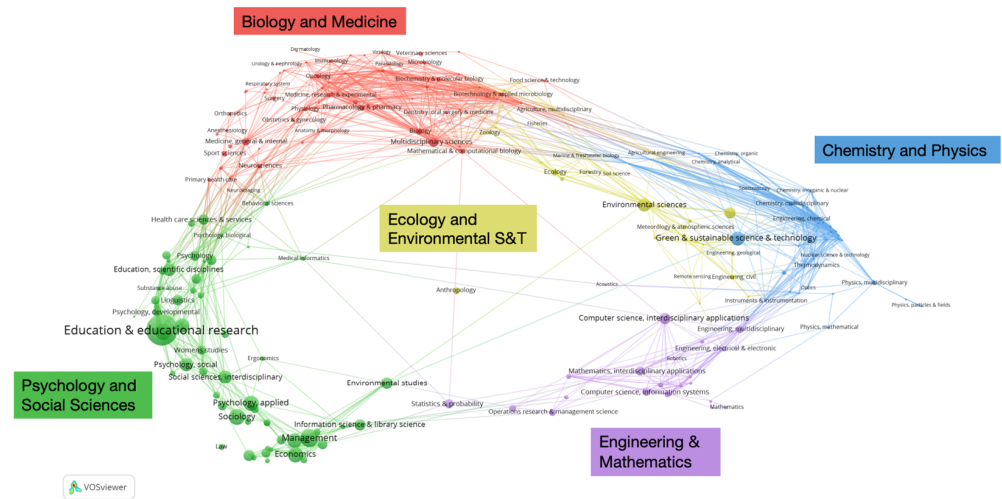 Biology and Medicine
Dermatology
Virology
Veterinary sciences
Urology & nephrology
Immunology
Parasitology
Microbiology
Oncology
Respiratory system
Biochemistry & molecular biology
Food science & technology
Surgery
Medicine, research & experimental
Biotechnology & applied microbiology
Physiology
Pharmacology & pharmacy
Agriculture, multidisciplinary
Orthopedics
Obstetrics & gynecology
Dentistry, oral surgery & medicine
Fisheries
Anesthesiology
Anatomy & morphology
Biology
Zoology
Medicine, general & internal
Multidisciplinary sciences
Sport sciences
Mathematical & computational biology
Marine & freshwater biology
Agricultural engineering
Chemistry, organic
Chemistry, analytical
Chemistry and Physics
Neurosciences
Ecology
Forestry
Soil science
Primary health care
Neuroimaging
Spectroscopy
Chemistry, inorganic & nuclear
Behavioral sciences
Environmental sciences
Chemistry, multidisciplinary
Health care sciences & services
Ecology and
Environmental S&T
Engineering, chemical
Meteorology & atmospheric sciences
Psychology, biological
Green & sustainable science & technology
Psychology
Medical informatics
Engineering, geological
Nuclear science & technology
Education, scientific disciplines
Thermodynamics
Remote sensing
Engineering, civil
Acoustics
Physics, multidisciplinary
Substance abuse
Anthropology
Optics
Linguistics
Instruments & instrumentation
Physics, particles & fields
Psychology, developmental
Computer science, interdisciplinary applications
Education & educational research
Engineering, multidisciplinary
Physics, mathematical
Womens studies
Engineering, electrical & electronic
Ergonomics
Robotics
Psychology, social
Mathematics, interdisciplinary applications
Social sciences, interdisciplinary
Psychology and
Social Sciences
Environmental studies
Computer science, information systems
Psychology, applied
Statistics & probability
Mathematics
Sociology
Operations research & management science
Information science & library science
Management
Engineering &
Mathematics
Law
Economics
VOSviewer